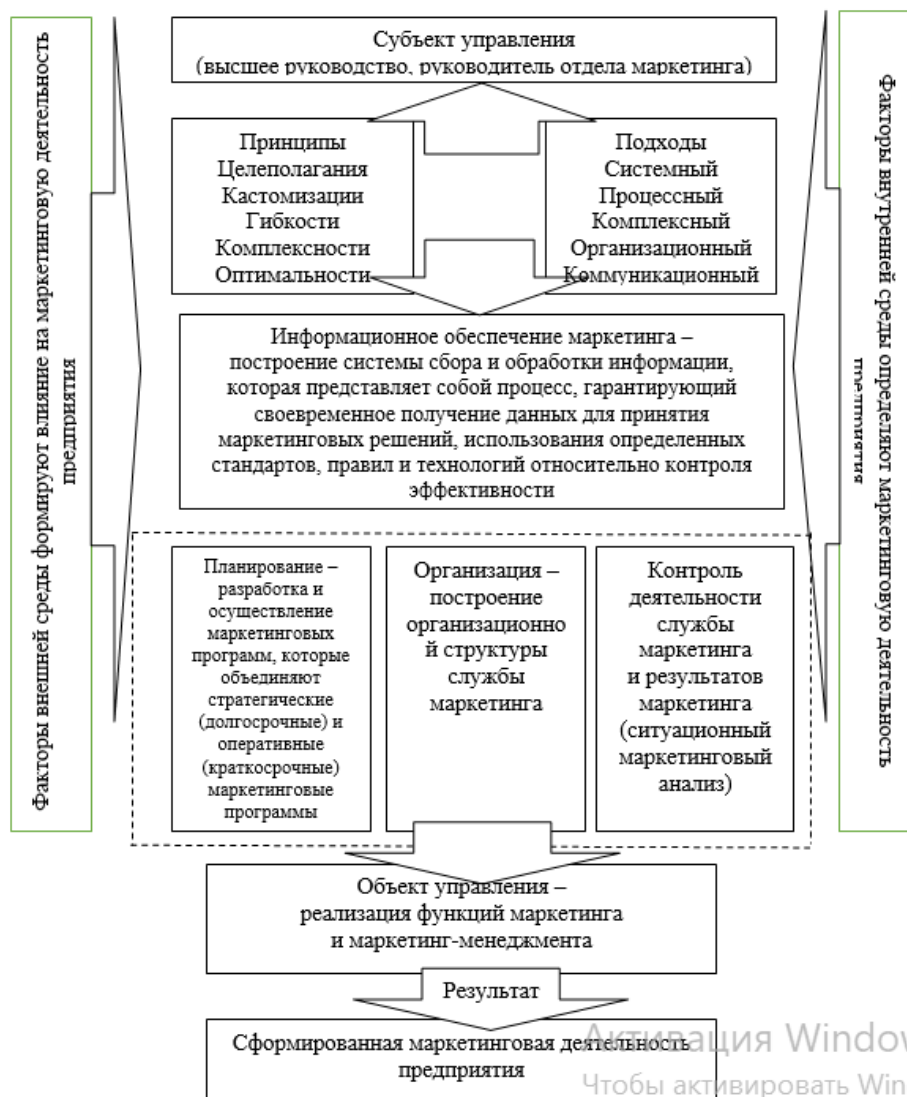 Факторы внешней среды формируют влияние на маркетинговую деятельность
предприятия
Субъект управления
(высшее руководство, руководитель отдела маркетинга)
Принципы
Целеполагания
Кастомизации
Гибкости
Комплексности
Оптимальности
Подходы
Системный
Процессный
Комплексный
Организационный
Коммуникационный
Информационное обеспечение маркетинга –
построение системы сбора и обработки информации,
которая представляет собой процесс, гарантирующий
своевременное получение данных для принятия
маркетинговых решений, использования определенных
стандартов, правил и технологий относительно контроля
эффективности
Планирование –
разработка и
осуществление
маркетинговых
программ, которые
объединяют
стратегические
(долгосрочные) и
оперативные
(краткосрочные)
маркетинговые
программы
Организация –
построение
организационно
й структуры
службы
маркетинга
Контроль
деятельности
службы
маркетинга
и результатов
маркетинга
(ситуационный
маркетинговый
анализ)
Объект управления –
реализация функций маркетинга
и маркетинг-менеджмента
Результат
Сформированная маркетинговая деятельность
предприятия
Факторы внутренней среды определяют маркетинговую деятельность
предприятия
Активация Window
Чтобы активировать Win